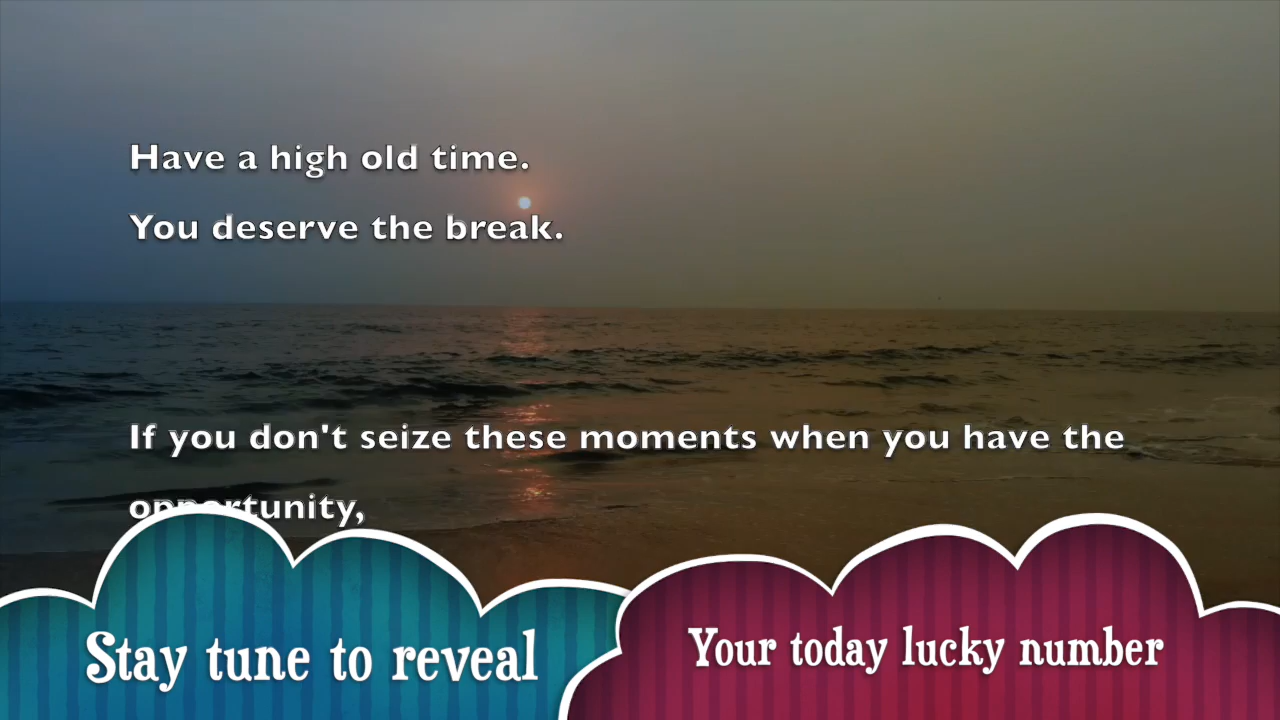 Have a high old time.
You deserve the break.
If you don't seize these moments when you have the
opportunity,
Stay tune to reveal
Your today lucky number